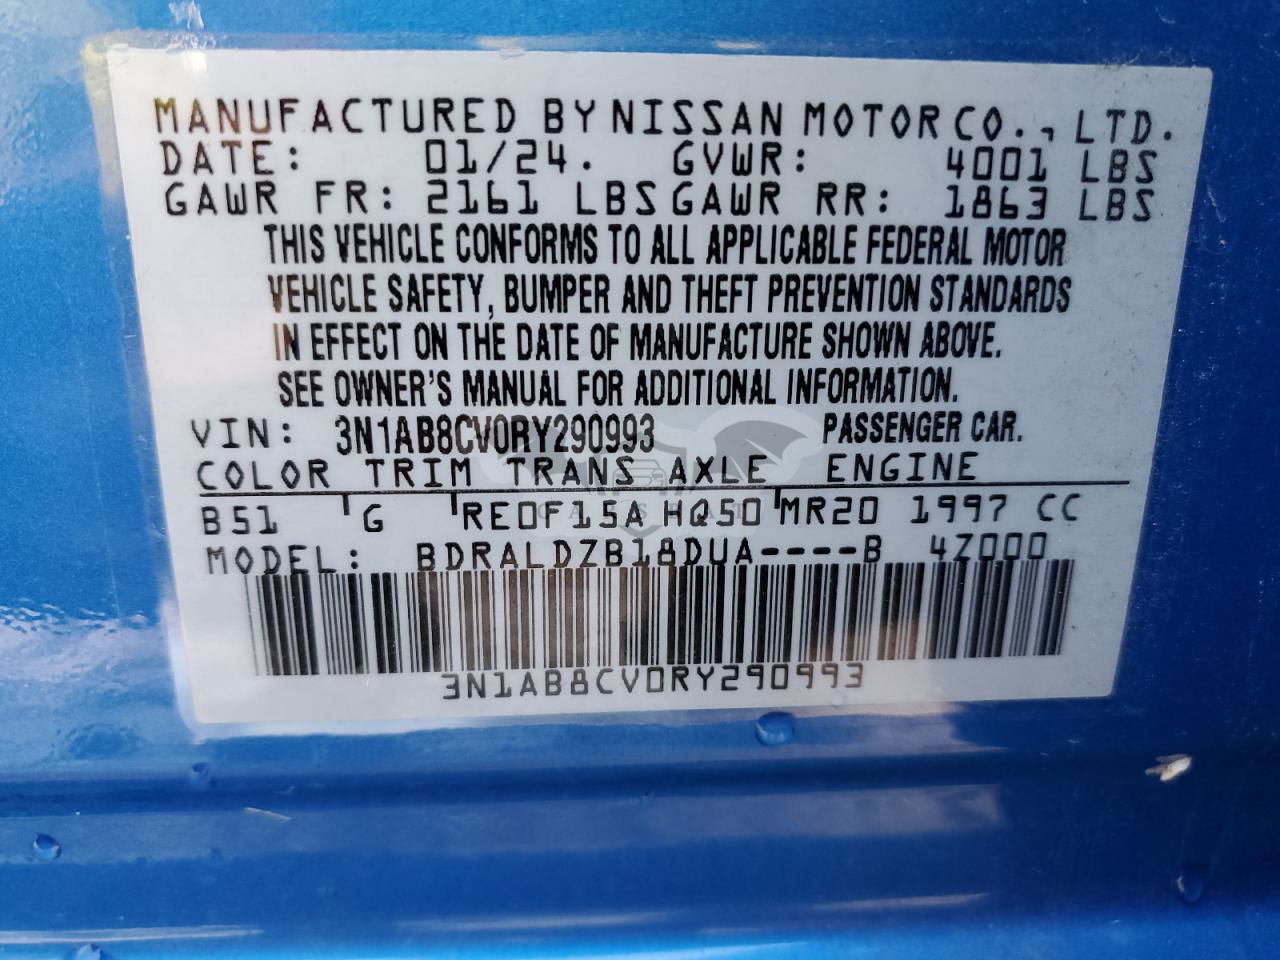 MANUFACTURED BY NISSAN MOTOR CO., LTD.
DATE: 01/24. GVWR: 4001 LBS
GAWR FR: 2161 LBS GAWR RR: 1863 LBS
THIS VEHICLE CONFORMS TO ALL APPLICABLE FEDERAL MOTOR
VEHICLE SAFETY, BUMPER AND THEFT PREVENTION STANDARDS
IN EFFECT ON THE DATE OF MANUFACTURE SHOWN ABOVE.
SEE OWNER'S MANUAL FOR ADDITIONAL INFORMATION.
VIN: 3N1AB8CV0RY290993 PASSENGER CAR.
COLOR TRIM TRANS AXLE ENGINE
B51 G RE0F15A HQ50 MR20 1997 CC
MODEL: BDRALDZB18DUA----B 4Z000
3N1AB8CV0RY290993